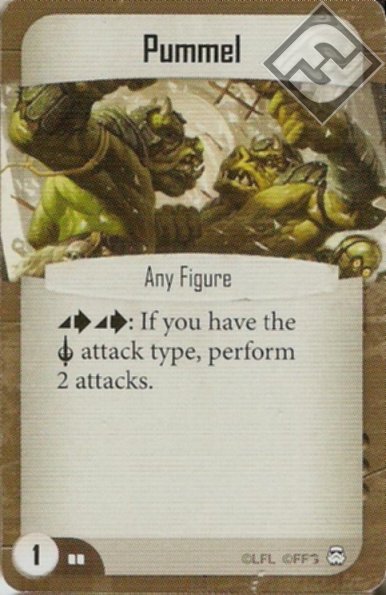 Pummel
Any Figure
: If you have the
attack type, perform
2 attacks.
1
©LFL ©FFG